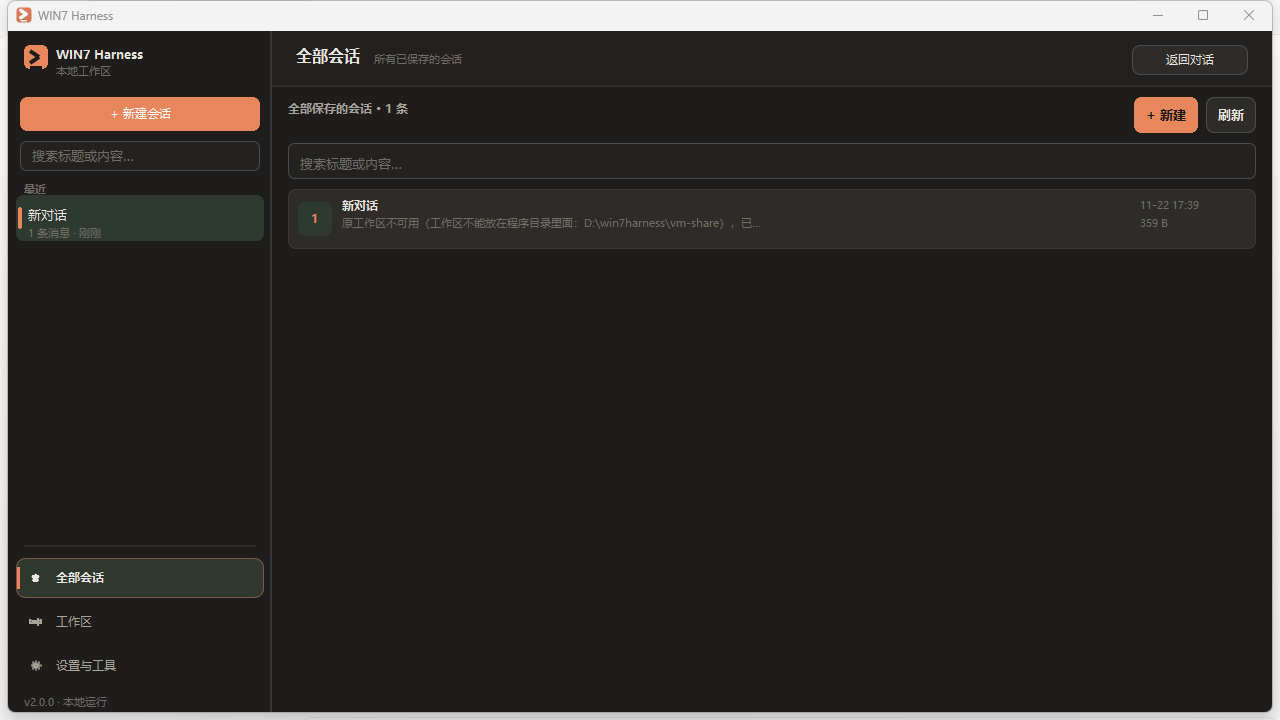 WIN7 Harness
WIN7 Harness
本地工作区
+ 新建会话
搜索标题或内容...
最近
新对话
1 条消息 · 刚刚
全部会话
工作区
设置与工具
v2.0.0 · 本地运行
全部会话 所有已保存的会话
返回对话
全部保存的会话 • 1 条
+ 新建
刷新
搜索标题或内容...
1
新对话
11-22 17:39
原工作区不可用（工作区不能放在程序目录里面：D:\win7harness\vm-share），已...
359 B